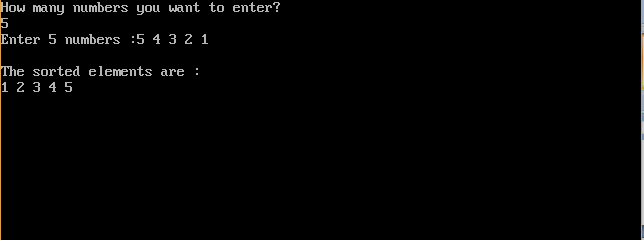 How many numbers you want to enter?
5
Enter 5 numbers :5 4 3 2 1
The sorted elements are :
1 2 3 4 5